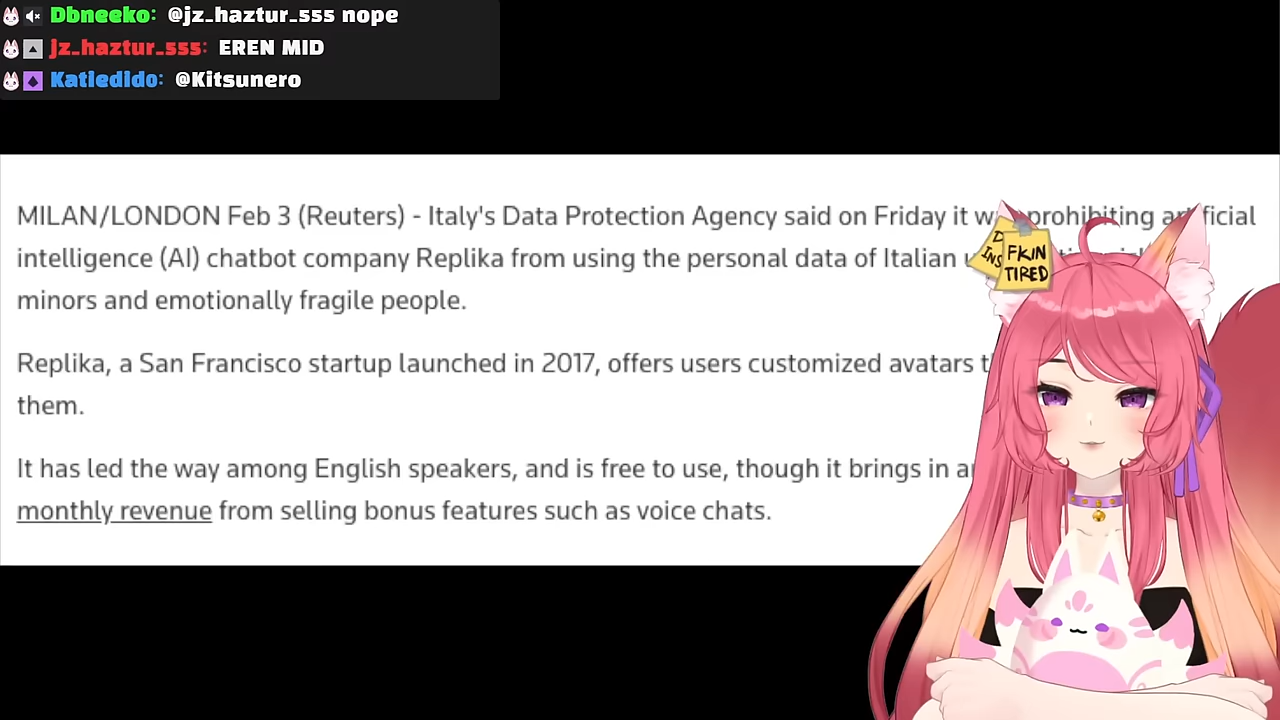 Dbneeko: @jz_haztur_555 nope
jz_haztur_555: EREN MID
Katiedido: @Kitsunero
MILAN/LONDON Feb 3 (Reuters) - Italy's Data Protection Agency said on Friday it prohibiting
intelligence (AI) chatbot company Replika from using the personal data of Italian
minors and emotionally fragile people.
Replika, a San Francisco startup launched in 2017, offers users customized avatars
them.
It has led the way among English speakers, and is free to use, though it brings in
monthly revenue from selling bonus features such as voice chats.
FKIN
TIRED